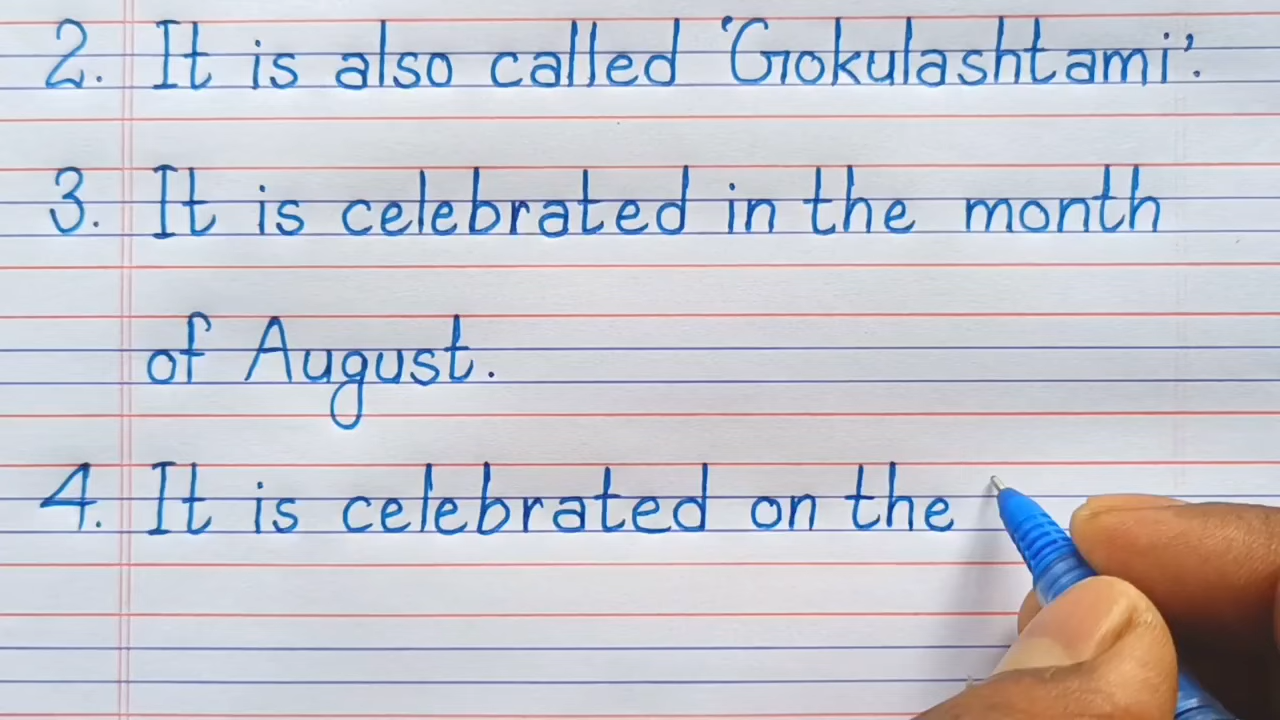 2. It is also called 'Gokulashtami'.
3. It is celebrated in the month
of August.
4. It is celebrated on the